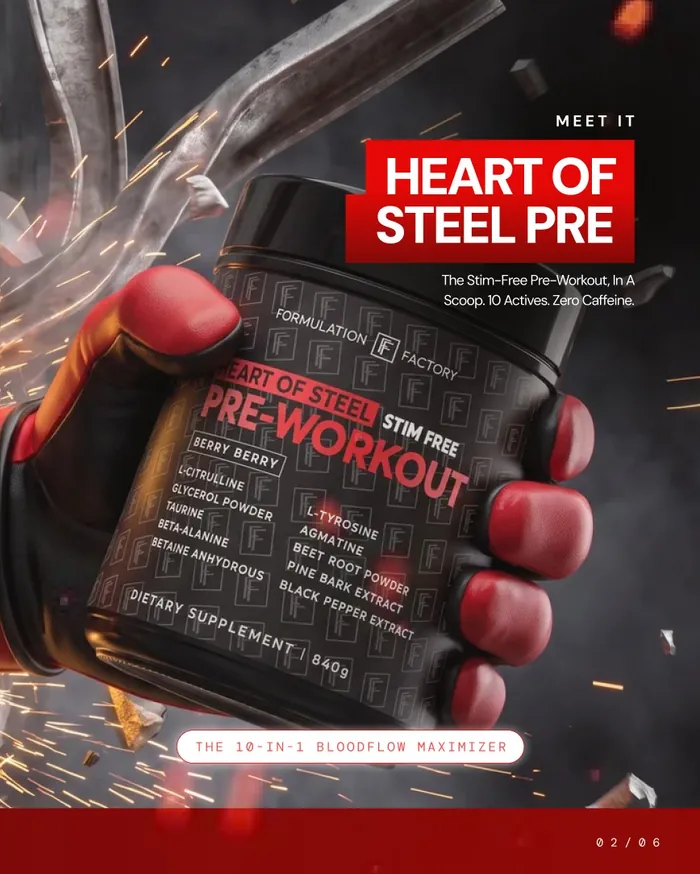 MEET IT
HEART OF
STEEL PRE
The Stim-Free Pre-Workout, In A
Scoop. 10 Actives. Zero Caffeine.
FORMULATION F FACTORY
HEART OF STEEL
PRE-WORKOUT
STIM FREE
BERRY BERRY
L-CITRULLINE
GLYCEROL POWDER
TAURINE
BETA-ALANINE
BETAINE ANHYDROUS
L-TYROSINE
AGMATINE
BEET ROOT POWDER
PINE BARK EXTRACT
BLACK PEPPER EXTRACT
DIETARY SUPPLEMENT | 840g
THE 10-IN-1 BLOODFLOW MAXIMIZER
02/06